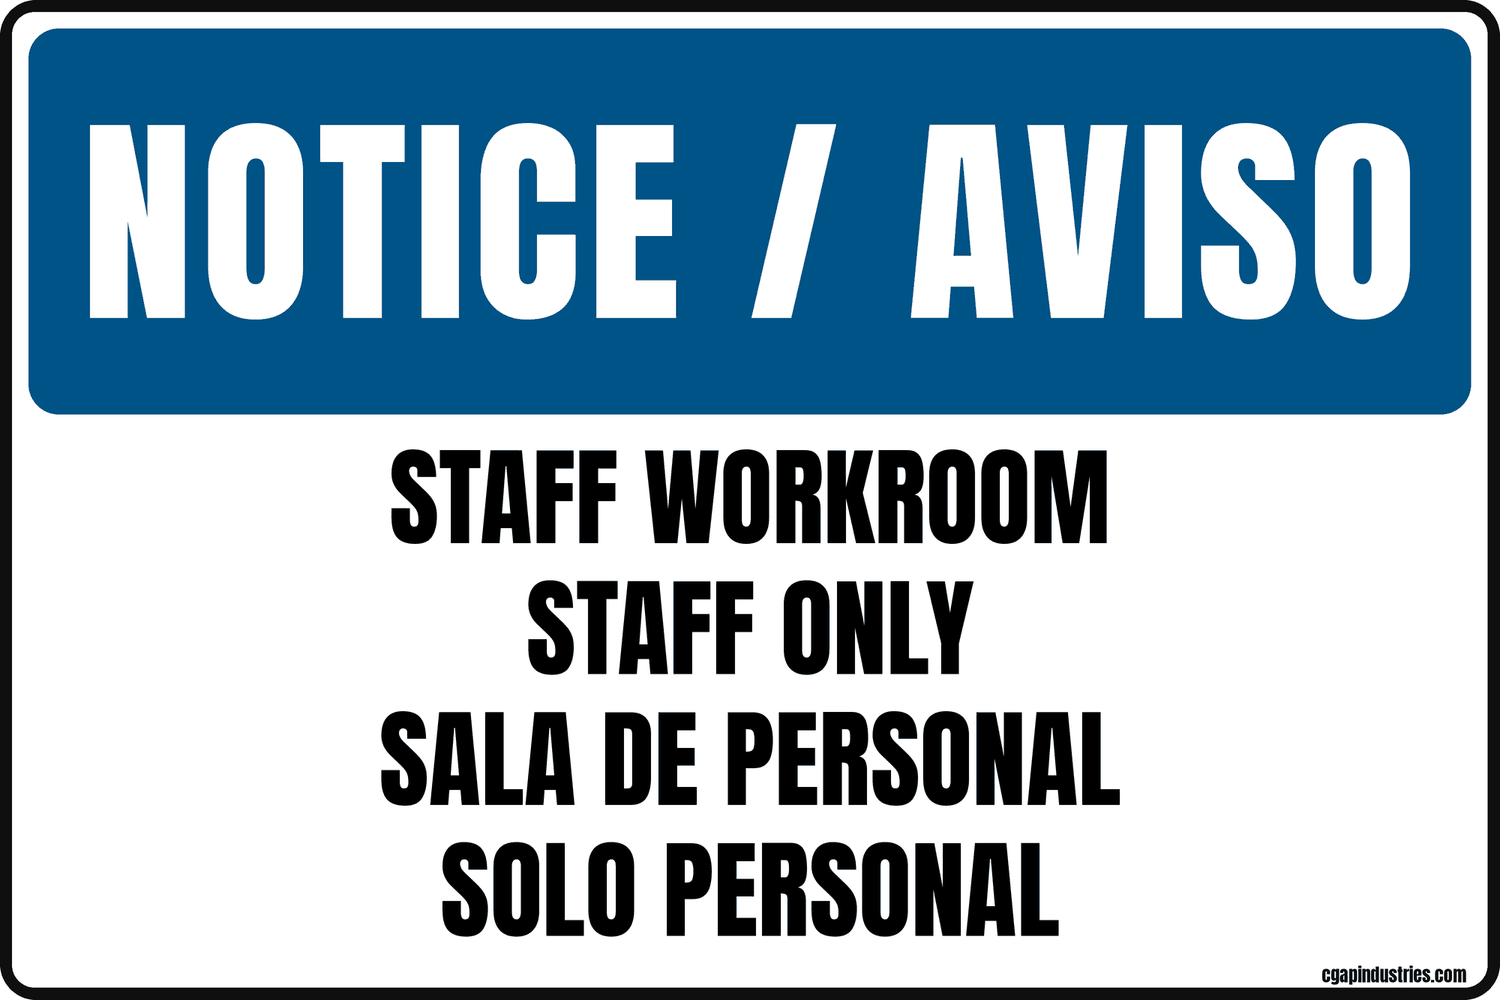 NOTICE / AVISO
STAFF WORKROOM
STAFF ONLY
SALA DE PERSONAL
SOLO PERSONAL
cgapindustries.com